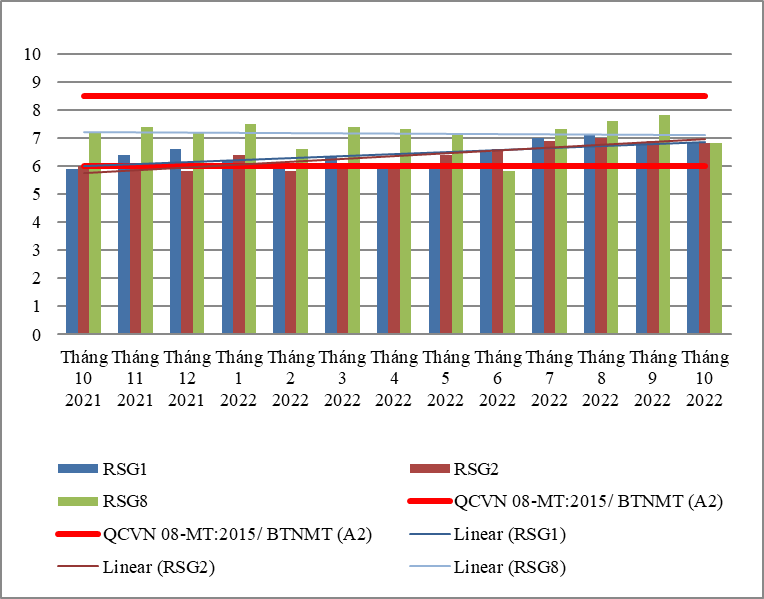 10
9
8
7
6
5
4
3
2
1
0
Tháng Tháng Tháng Tháng Tháng Tháng Tháng Tháng Tháng Tháng Tháng Tháng Tháng
10 11 12 1 2 3 4 5 6 7 8 9 10
2021 2021 2021 2022 2022 2022 2022 2022 2022 2022 2022 2022 2022
RSG1 RSG2
RSG8 QCVN 08-MT:2015/ BTNMT (A2)
QCVN 08-MT:2015/ BTNMT (A2) Linear (RSG1)
Linear (RSG2) Linear (RSG8)